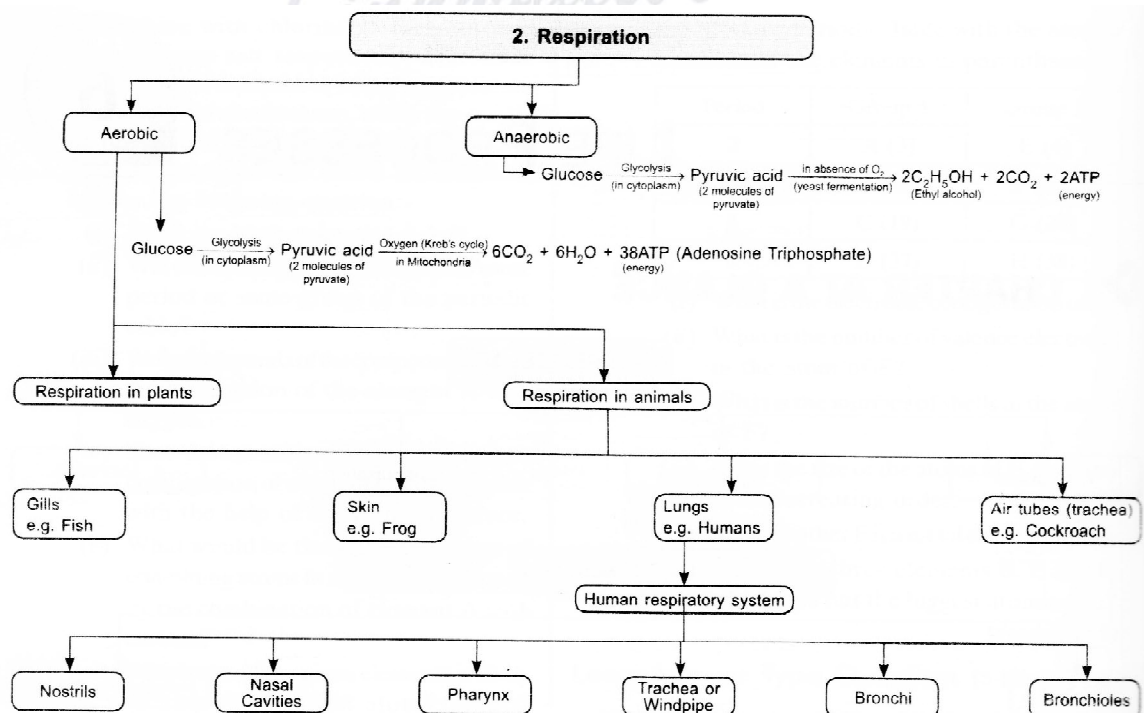 2. Respiration
Aerobic
Anaerobic
Glucose Glycolysis (in cytoplasm) Pyruvic acid (2 molecules of pyruvate) in absence of O₂ (yeast fermentation) 2C₂H₅OH + 2CO₂ + 2ATP
(Ethyl alcohol) (energy)
Glucose Glycolysis (in cytoplasm) Pyruvic acid (2 molecules of pyruvate) Oxygen (Kreb's cycle) in Mitochondria 6CO₂ + 6H₂O + 38ATP (Adenosine Triphosphate)
(energy)
Respiration in plants
Respiration in animals
Gills
e.g. Fish
Skin
e.g. Frog
Lungs
e.g. Humans
Air tubes (trachea)
e.g. Cockroach
Human respiratory system
Nostrils
Nasal
Cavities
Pharynx
Trachea or
Windpipe
Bronchi
Bronchioles